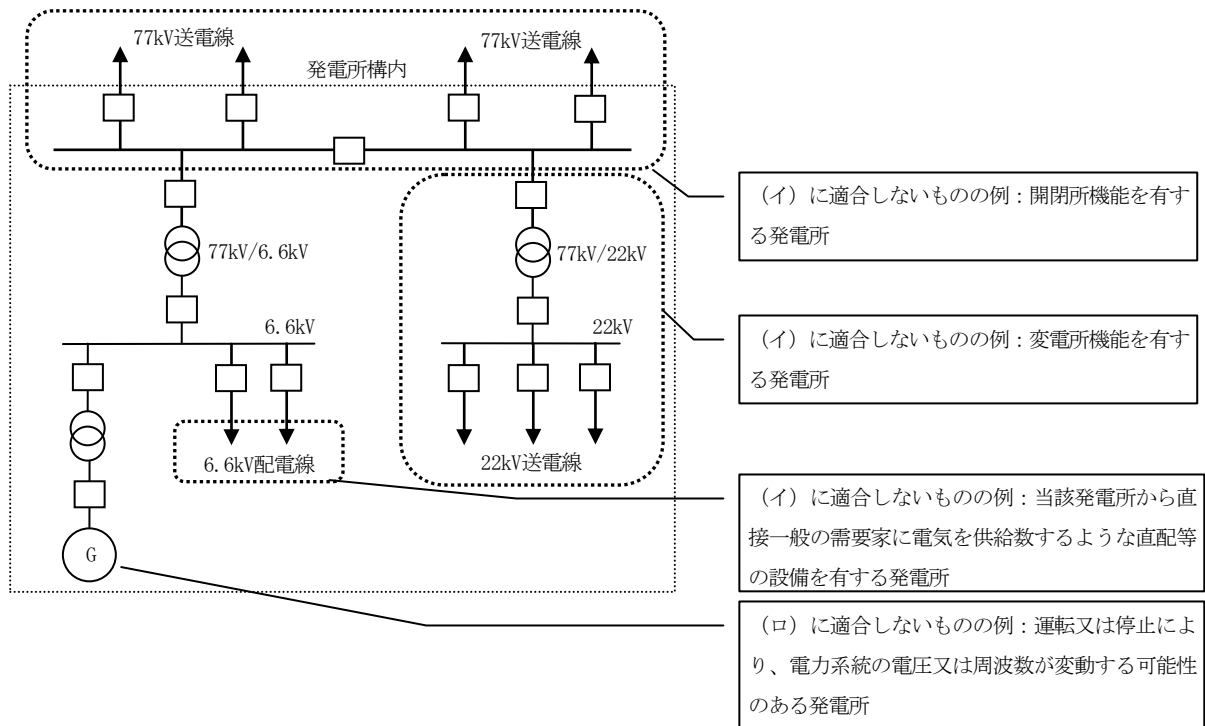 77kV送電線
77kV送電線
発電所構内
77kV/6.6kV
77kV/22kV
6.6kV
22kV
6.6kV配電線
22kV送電線
G
(イ)に適合しないものの例:開閉所機能を有す
る発電所
(イ)に適合しないものの例:変電所機能を有す
る発電所
(イ)に適合しないものの例:当該発電所から直
接一般の需要家に電気を供給数するような直配等
の設備を有する発電所
(ロ)に適合しないものの例:運転又は停止によ
り、電力系統の電圧又は周波数が変動する可能性
のある発電所